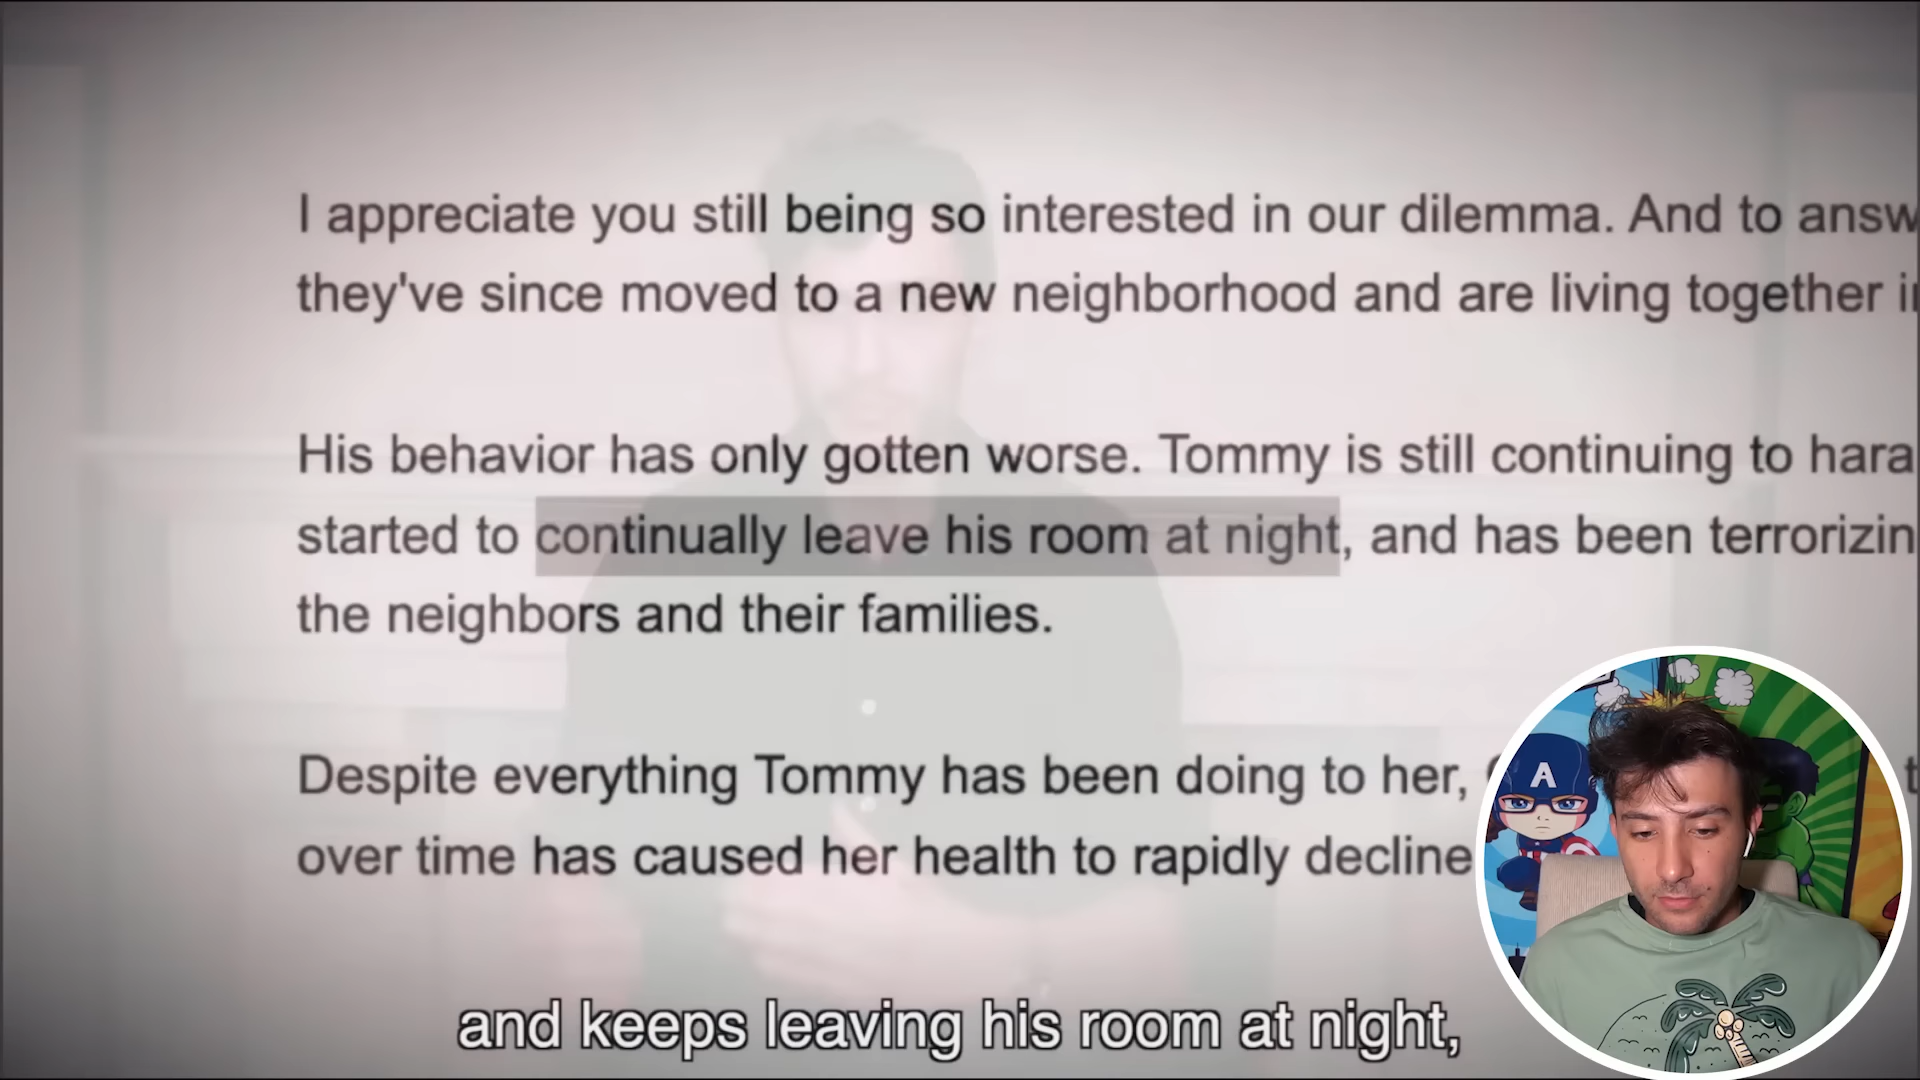 I appreciate you still being so interested in our dilemma. And to answ
they've since moved to a new neighborhood and are living together
His behavior has only gotten worse. Tommy is still continuing to hara
started to continually leave his room at night, and has been terrorizin
the neighbors and their families.
Despite everything Tommy has been doing to her,
over time has caused her health to rapidly decline
A
and keeps leaving his room at night,